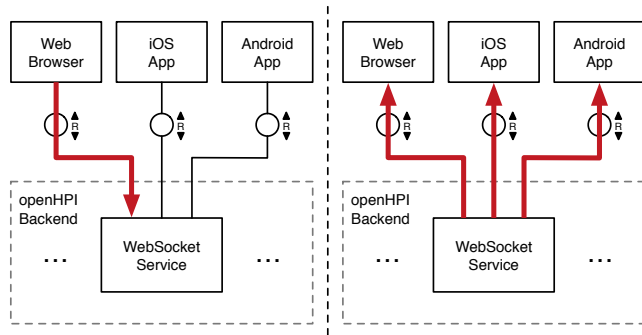 Web
Browser
iOS
App
Android
App
R
R
R
openHPI
Backend
WebSocket
Service
...
...
Web
Browser
iOS
App
Android
App
R
R
R
openHPI
Backend
WebSocket
Service
...
...